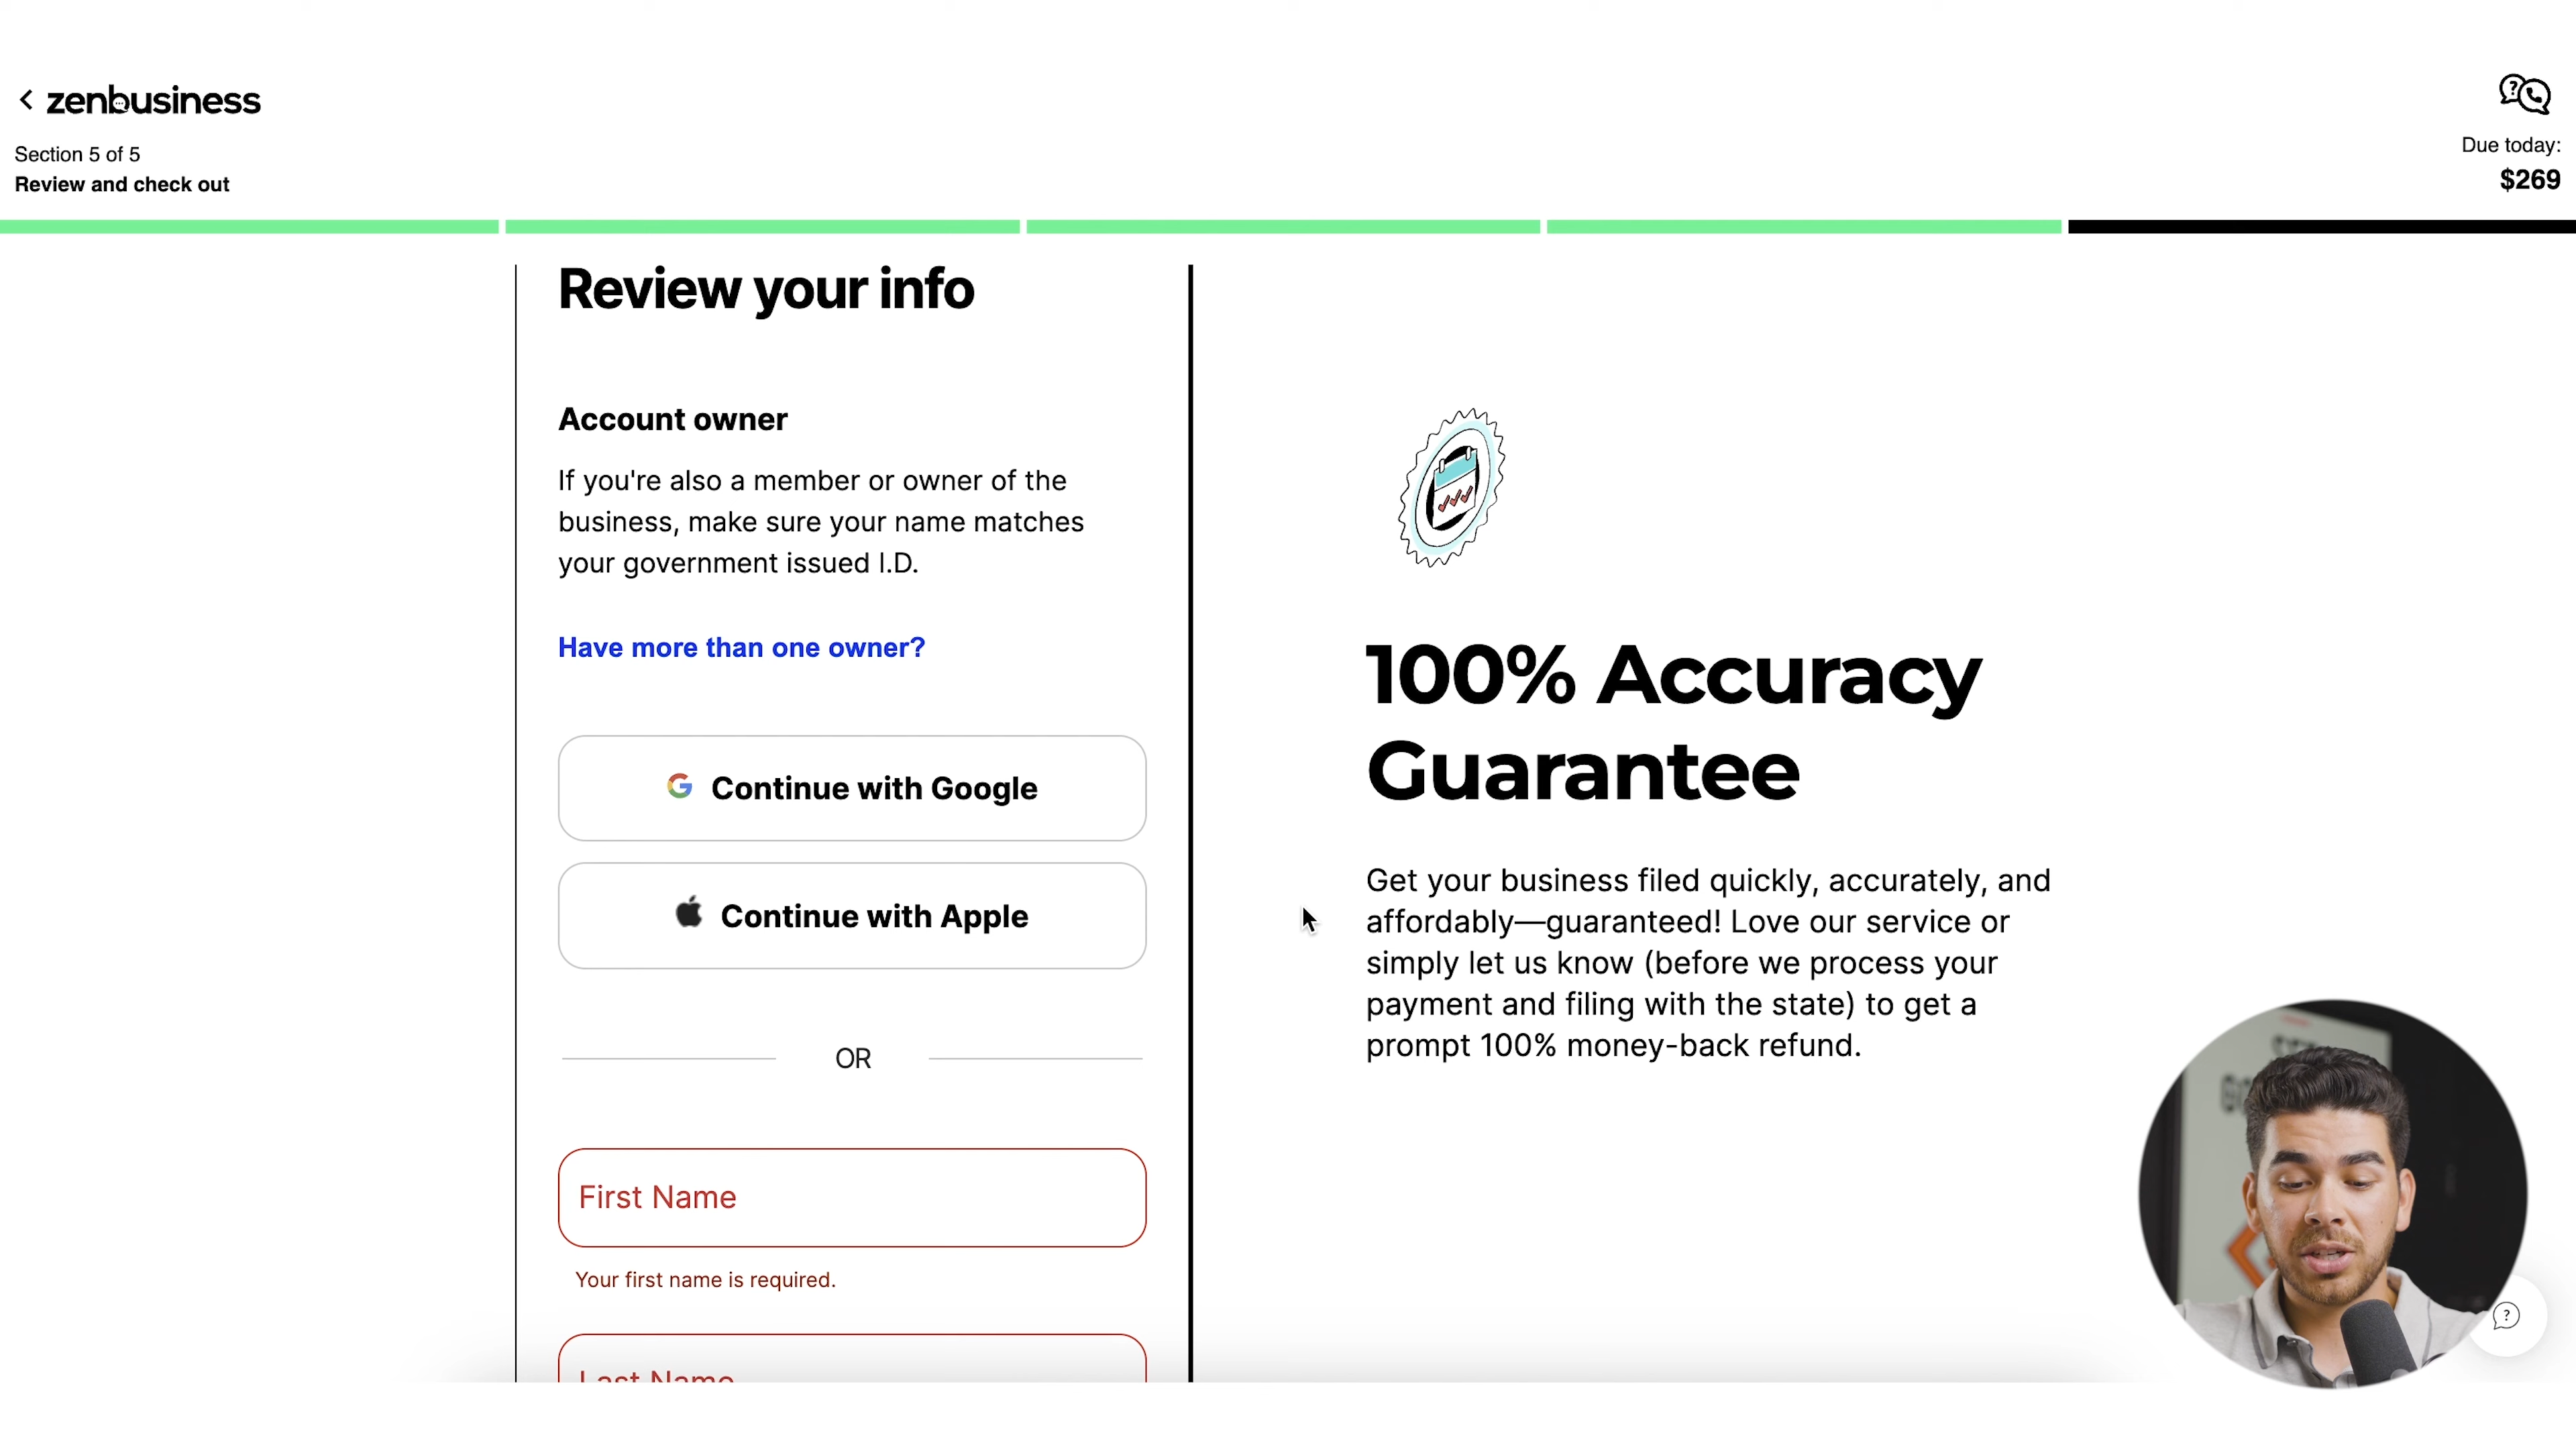 zenbusiness
Section 5 of 5
Review and check out
Due today:
$269
Review your info
Account owner
If you're also a member or owner of the
business, make sure your name matches
your government issued I.D.
Have more than one owner?
Continue with Google
Continue with Apple
OR
First Name
Your first name is required.
Last Name
100% Accuracy
Guarantee
Get your business filed quickly, accurately, and
affordably—guaranteed! Love our service or
simply let us know (before we process your
payment and filing with the state) to get a
prompt 100% money-back refund.